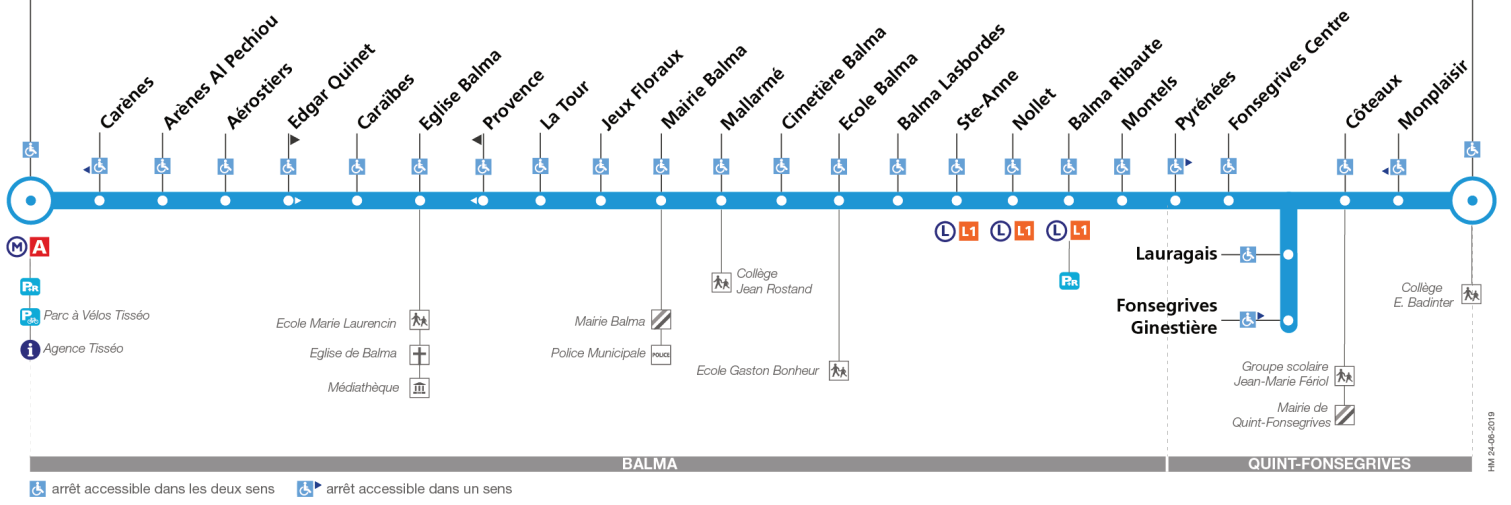 Carènes
Arènes Al Pechiou
Aérostiers
Edgar Quinet
Caraïbes
Eglise Balma
Provence
La Tour
Jeux Floraux
Mairie Balma
Mallarmé
Cimetière Balma
Ecole Balma
Balma Lasbordes
Ste-Anne
Nollet
Balma Ribaute
Montels
Pyrénées
Fonsegrives Centre
Côteaux
Monplaisir
M A
L L1
L L1
L L1
P+R
P
Parc à Vélos Tisséo
i
Agence Tisséo
Ecole Marie Laurencin
Eglise de Balma
Médiathèque
Mairie Balma
Police Municipale
POLICE
Collège
Jean Rostand
Ecole Gaston Bonheur
P+R
Lauragais
Fonsegrives
Ginestière
Groupe scolaire
Jean-Marie Fériol
Mairie de
Quint-Fonsegrives
Collège
E. Badinter
HM 24-06-2019
BALMA
QUINT-FONSEGRIVES
arrêt accessible dans les deux sens
arrêt accessible dans un sens